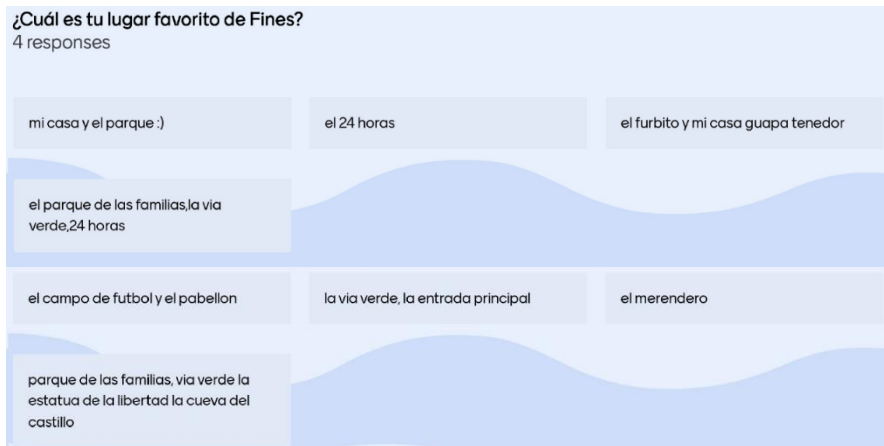 ¿Cuál es tu lugar favorito de Fines?
4 responses
mi casa y el parque :)
el 24 horas
el furbito y mi casa guapa tenedor
el parque de las familias,la via
verde,24 horas
el campo de futbol y el pabellon
la via verde, la entrada principal
el merendero
parque de las familias, via verde la
estatua de la libertad la cueva del
castillo